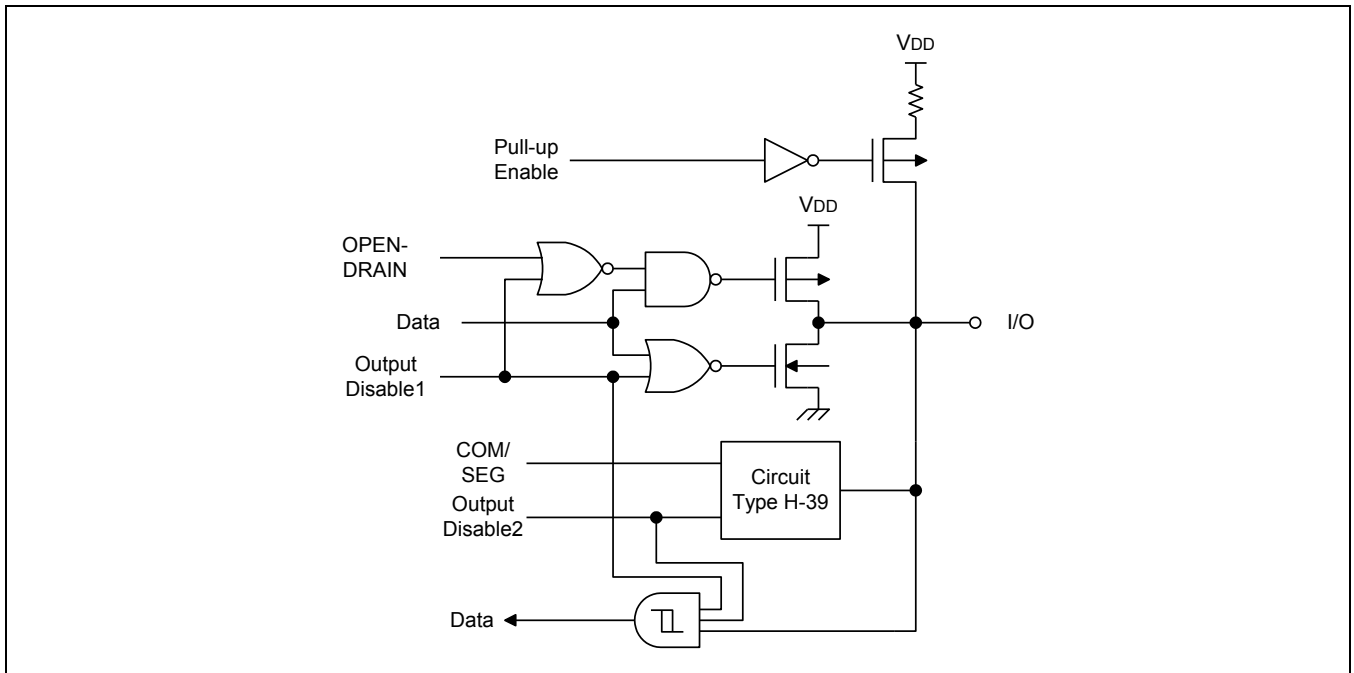 VDD
Pull-up
Enable
VDD
OPEN-
DRAIN
Data
I/O
Output
Disable1
COM/
SEG
Circuit
Type H-39
Output
Disable2
Data